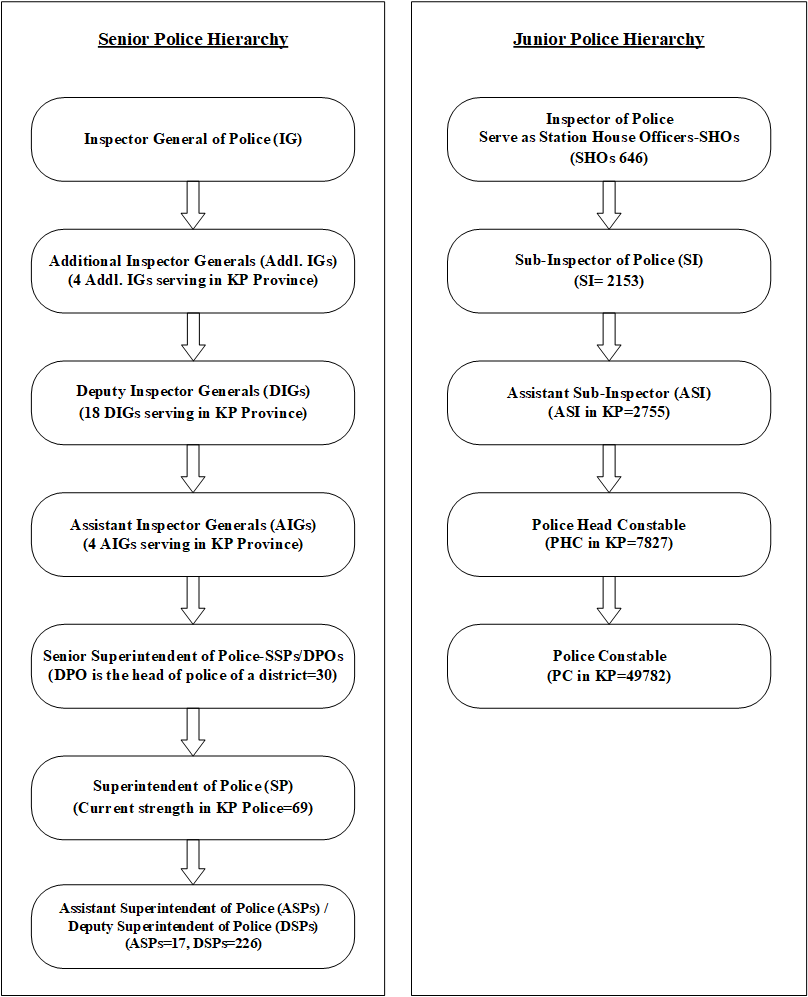 Senior Police Hierarchy
Inspector General of Police (IG)
Additional Inspector Generals (Addl. IGs)
(4 Addl. IGs serving in KP Province)
Deputy Inspector Generals (DIGs)
(18 DIGs serving in KP Province)
Assistant Inspector Generals (AIGs)
(4 AIGs serving in KP Province)
Senior Superintendent of Police-SSPs/DPOs
(DPO is the head of police of a district=30)
Superintendent of Police (SP)
(Current strength in KP Police=69)
Assistant Superintendent of Police (ASPs) /
Deputy Superintendent of Police (DSPs)
(ASPs=17, DSPs=226)
Junior Police Hierarchy
Inspector of Police
Serve as Station House Officers-SHOs
(SHOs 646)
Sub-Inspector of Police (SI)
(SI= 2153)
Assistant Sub-Inspector (ASI)
(ASI in KP=2755)
Police Head Constable
(PHC in KP=7827)
Police Constable
(PC in KP=49782)